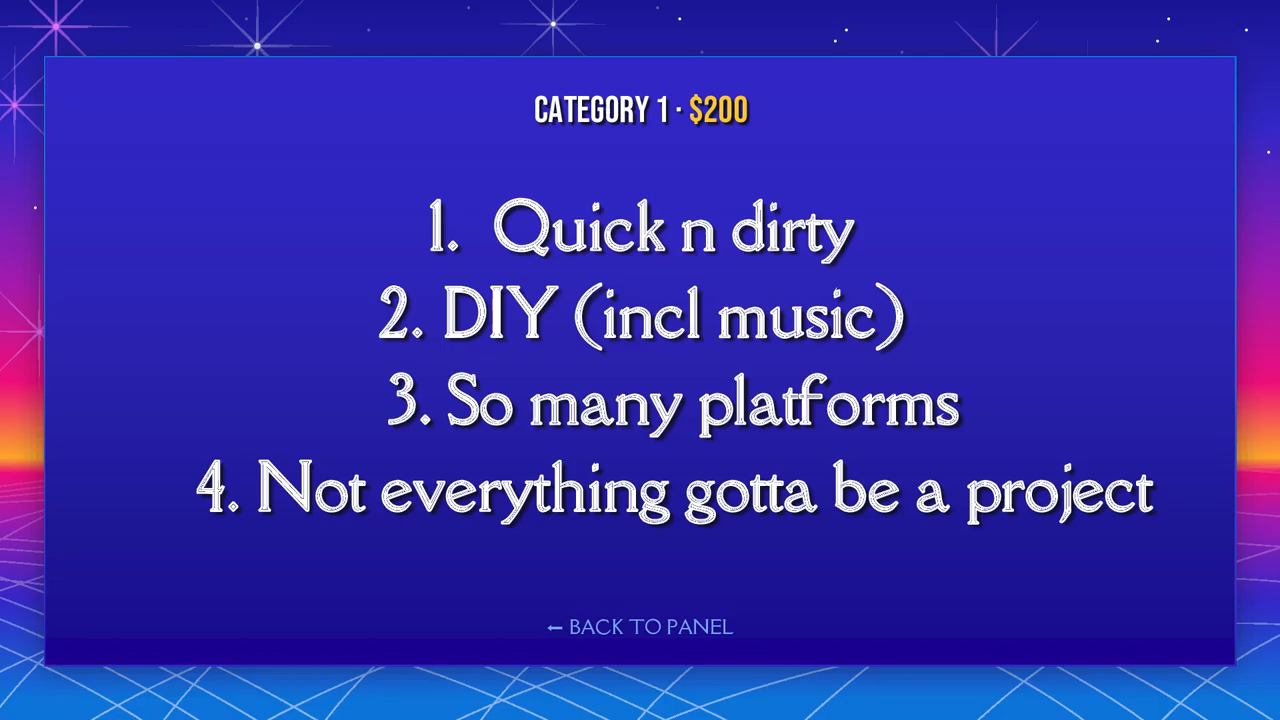 CATEGORY 1 · $200
1. Quick n dirty
2. DIY (incl music)
3. So many platforms
4. Not everything gotta be a project
← BACK TO PANEL